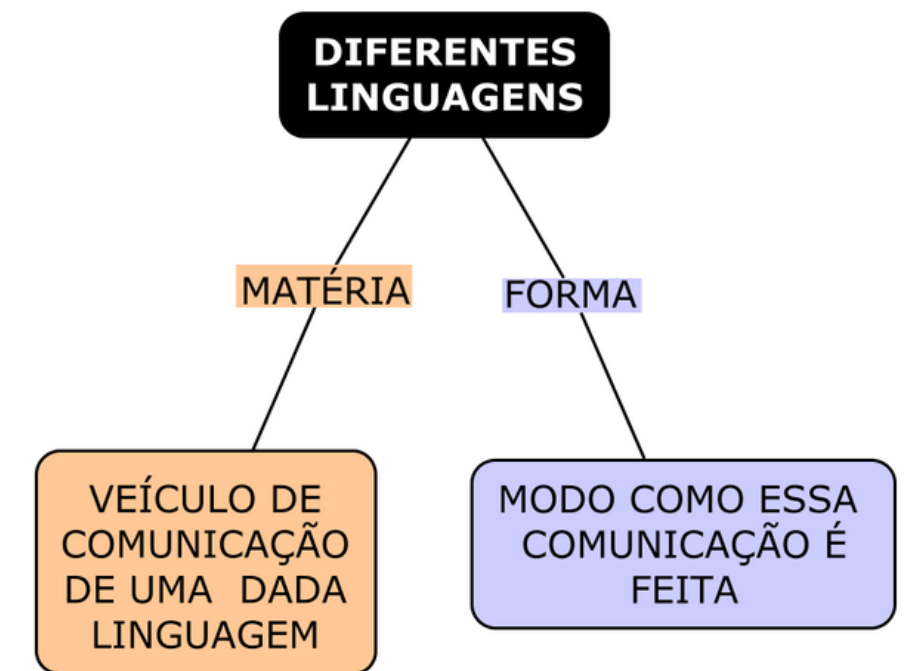 DIFERENTES
LINGUAGENS
MATÉRIA
FORMA
VEÍCULO DE
COMUNICAÇÃO
DE UMA DADA
LINGUAGEM
MODO COMO ESSA
COMUNICAÇÃO É
FEITA